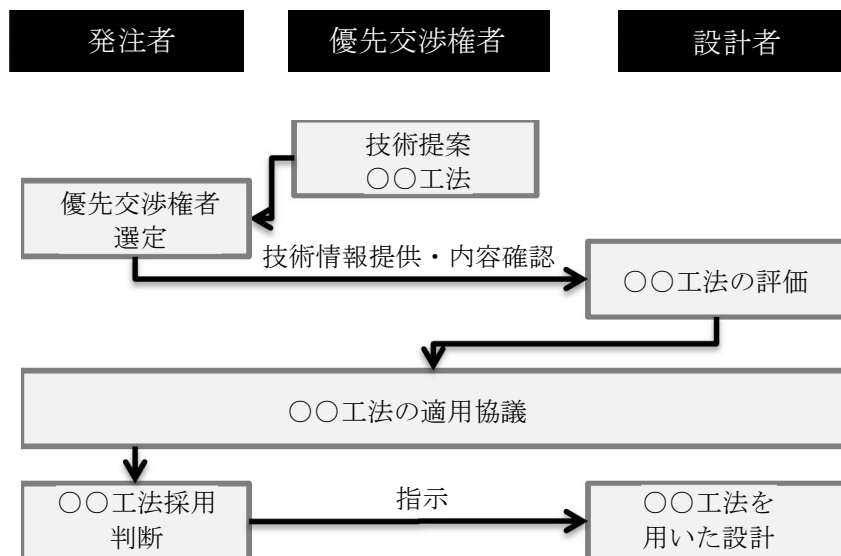 発注者
優先交渉権者
設計者
技術提案
○○工法
優先交渉権者
選定
技術情報提供・内容確認
○○工法の評価
○○工法の適用協議
○○工法採用
判断
指示
○○工法を
用いた設計